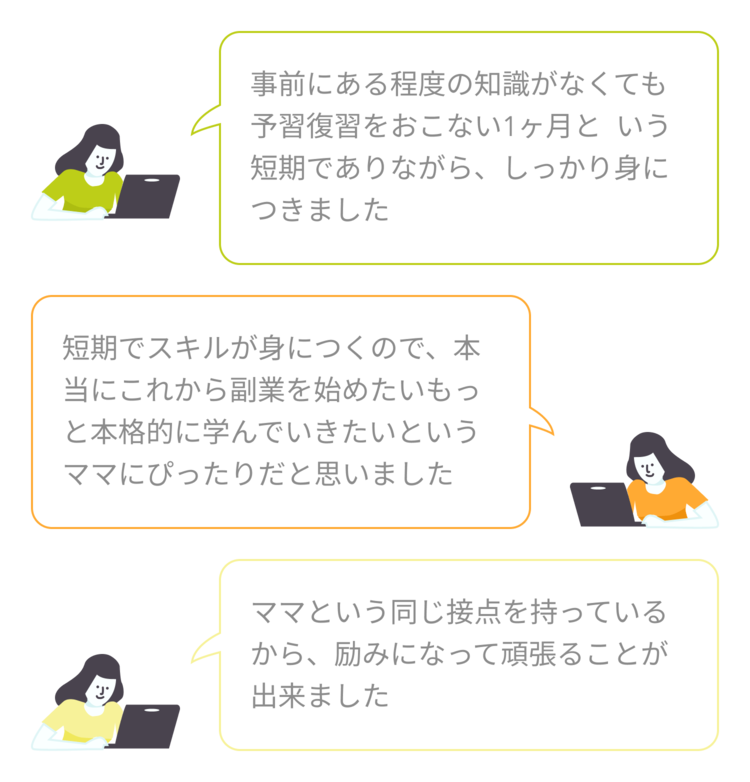 事前にある程度の知識がなくても
予習復習をおこない1ヶ月と いう
短期でありながら、しっかり身に
つきました
短期でスキルが身につくので、本
当にこれから副業を始めたいもっ
と本格的に学んでいきたいという
ママにぴったりだと思いました
ママという同じ接点を持っている
から、励みになって頑張ることが
出来ました